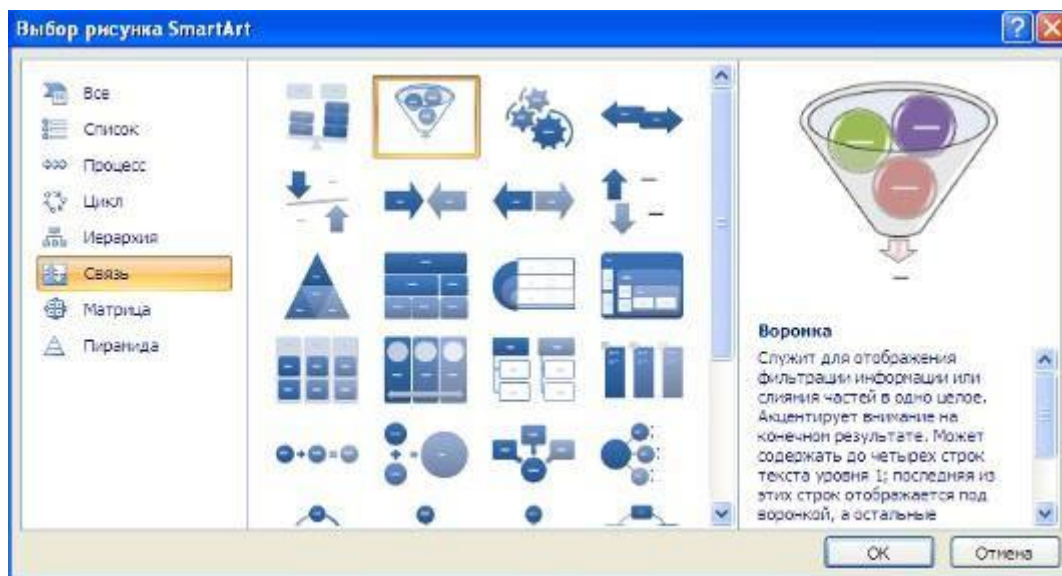 Выбор рисунка SmartArt
Все
Список
Процесс
Цикл
Иерархия
Связь
Матрица
Пирамида
Воронка
Служит для отображения
фильтрации информации или
слияния частей в одно целое.
Акцентирует внимание на
конечном результате. Может
содержать до четырех строк
текста уровня 1; последняя из
этих строк отображается под
воронкой, а остальные
ОК
Отмена